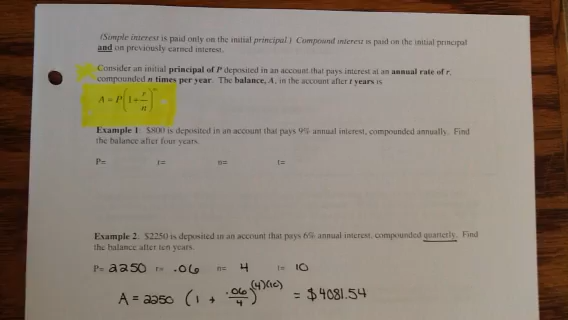 (Simple interest is paid only on the initial principal.) Compound interest is paid on the initial principal
and on previously earned interest.
Consider an initial principal of P deposited in an account that pays interest at an annual rate of r,
compounded n times per year. The balance, A, in the account after t years is
A = P(1+r/n)^nt
Example 1: $800 is deposited in an account that pays 9% annual interest, compounded annually. Find
the balance after four years.
P= r= n= t=
Example 2: $2250 is deposited in an account that pays 6% annual interest, compounded quarterly. Find
the balance after ten years.
P= 2250 r= .06 n= 4 t= 10
A = 2250 (1 + .06/4)^(4)(10) = $4081.54